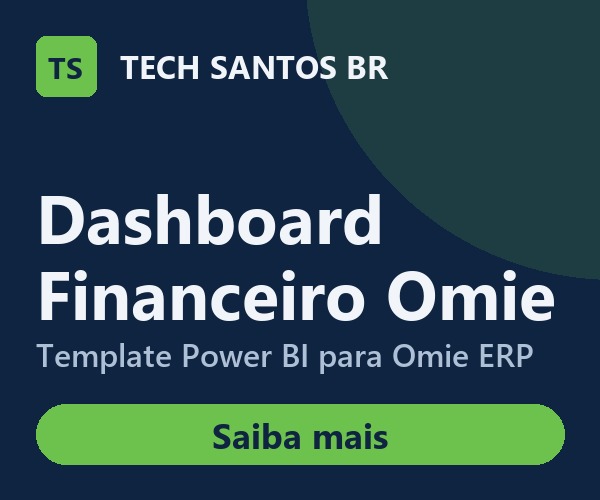 TS TECH SANTOS BR
Dashboard
Financeiro Omie
Template Power BI para Omie ERP
Saiba mais